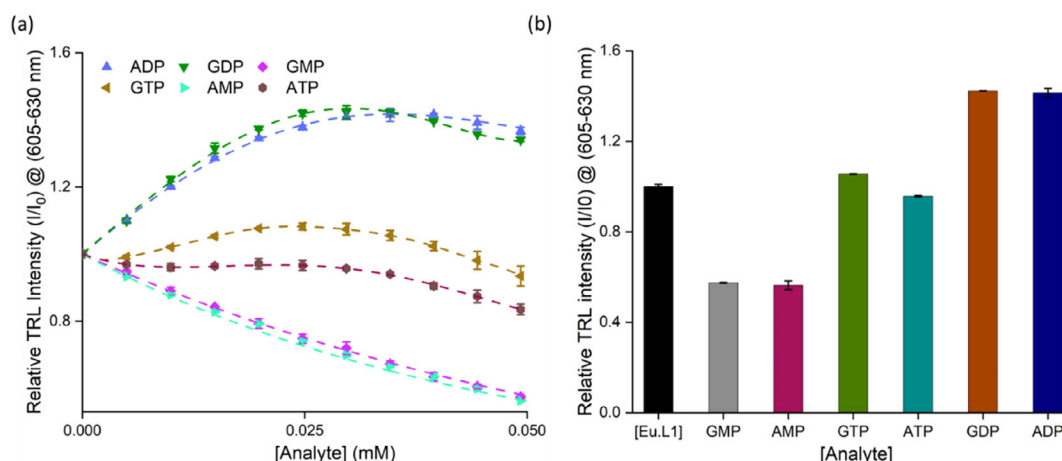 (a)
Relative TRL Intensity (I/I₀) @ (605-630 nm)
1.6
1.2
0.8
ADP GDP GMP
GTP AMP ATP
0.000 0.025 0.050
[Analyte] (mM)
(b)
Relative TRL intensity (I/I0) @ (605-630 nm)
1.6
1.2
0.8
0.4
0.0
[Eu.L1] GMP AMP GTP ATP GDP ADP
[Analyte]